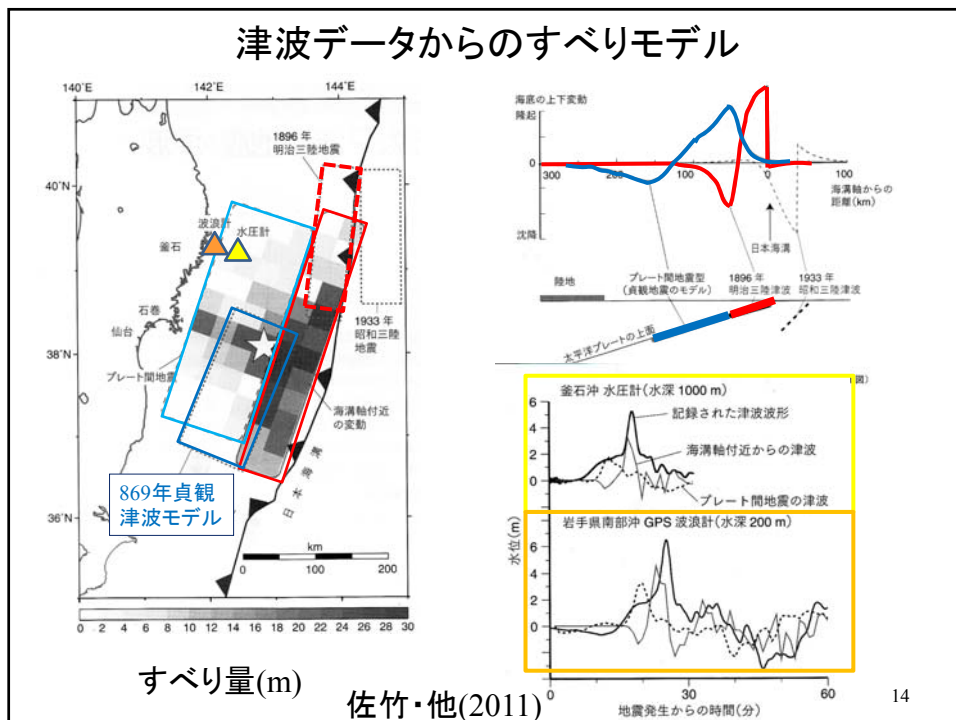 津波データからのすべりモデル
140˚E
142˚E
144˚E
1896 年
明治三陸地震
40˚N
波浪計
釜石
水圧計
石巻
仙台
1933 年
昭和三陸
地震
38˚N
プレート間地震
海溝軸付近
の変動
869年貞観
津波モデル
日本海溝
36˚N
km
0 100 200
0 2 4 6 8 10 12 14 16 18 20 22 24 26 28 30
すべり量(m)
海底の上下変動
隆起
0
300 200 100 0 100
海溝軸からの
距離(km)
沈降
日本海溝
陸地
プレート間地震型
(貞観地震のモデル)
1896 年
明治三陸津波
1933 年
昭和三陸津波
太平洋プレートの上面
図)
釜石沖 水圧計(水深 1000 m)
6
4
2
0
記録された津波波形
海溝軸付近からの津波
プレート間地震の津波
岩手県南部沖 GPS 波浪計(水深 200 m)
水位(m)
6
4
2
0
-2
0 30 60
地震発生からの時間(分)
佐竹・他(2011)
14